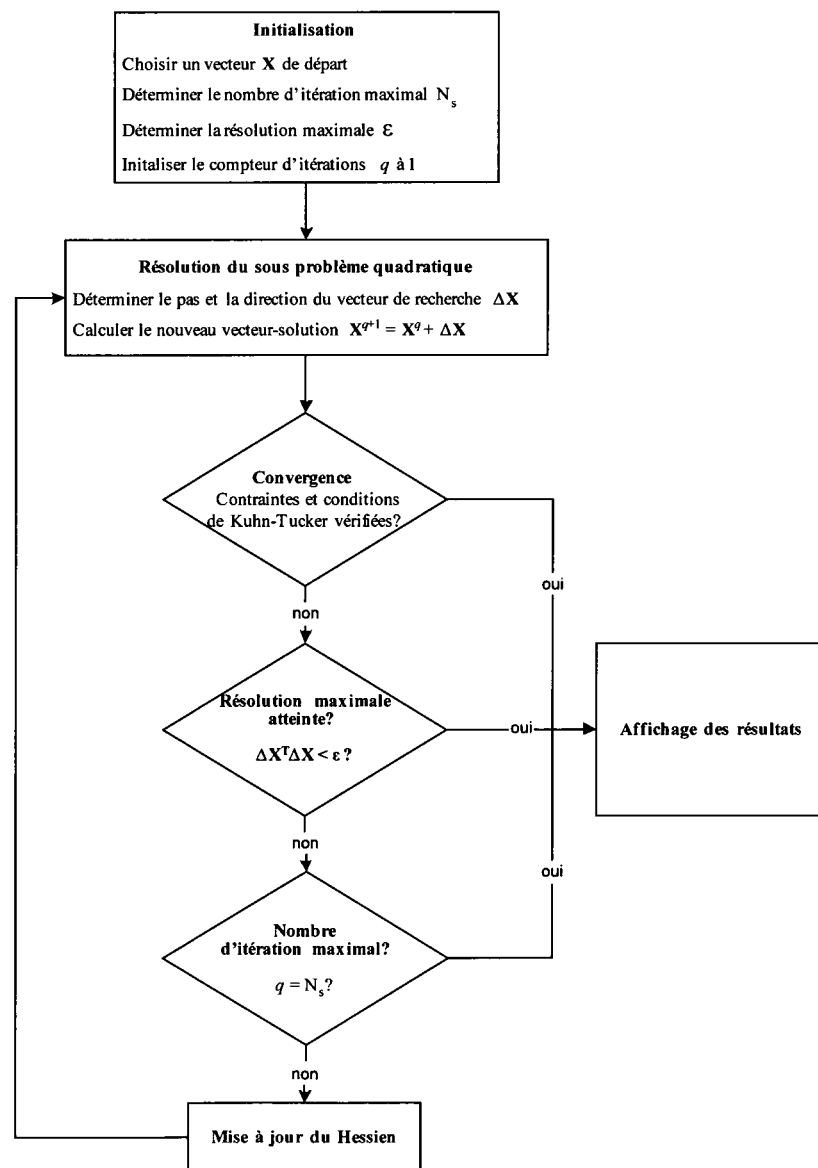 Initialisation
Choisir un vecteur X de départ
Déterminer le nombre d'itération maximal Nₛ
Déterminer la résolution maximale ε
Initaliser le compteur d'itérations q à 1
Résolution du sous problème quadratique
Déterminer le pas et la direction du vecteur de recherche ΔX
Calculer le nouveau vecteur-solution X^{q+1} = X^q + ΔX
Convergence
Contraintes et conditions
de Kuhn-Tucker vérifiées?
oui
non
Résolution maximale
atteinte?
ΔXᵀΔX < ε ?
oui
Affichage des résultats
non
oui
Nombre
d'itération maximal?
q = Nₛ?
non
Mise à jour du Hessien